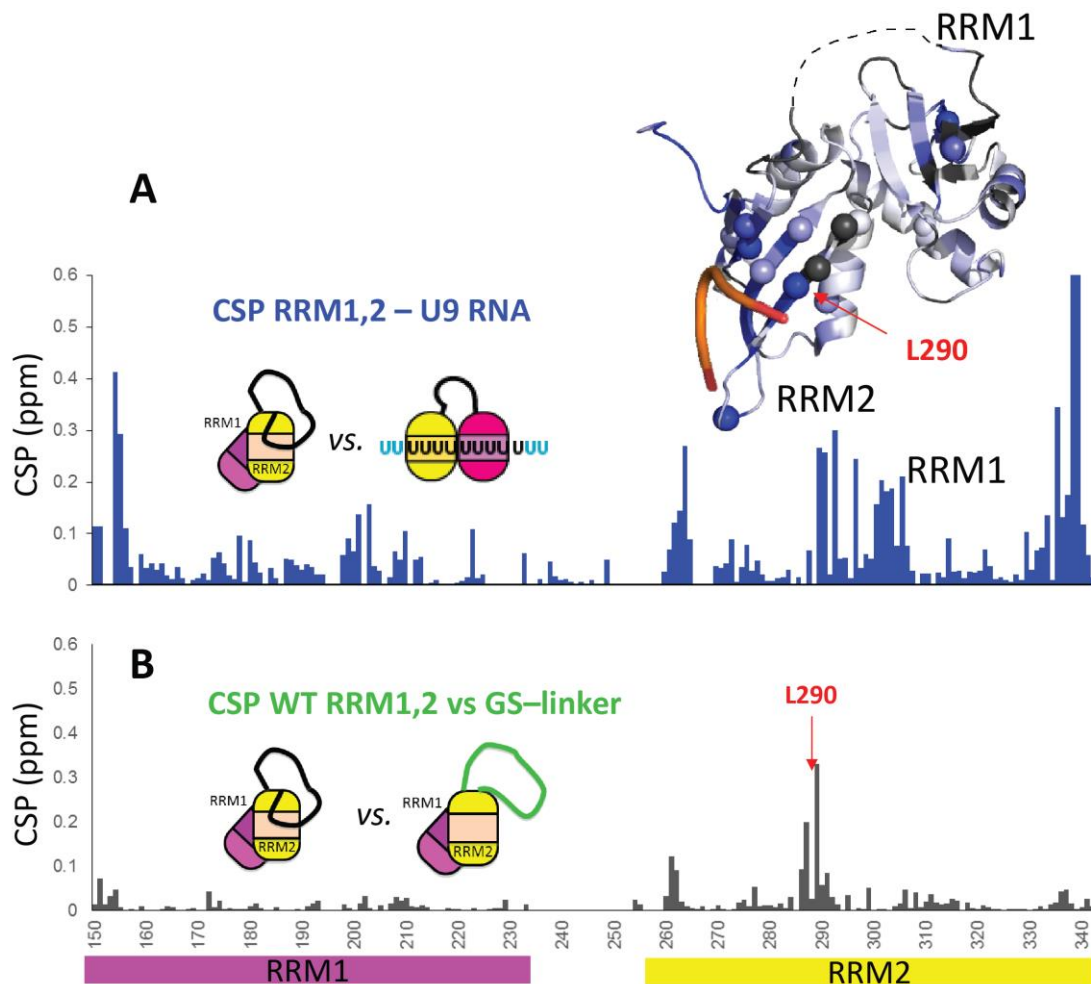 RRM1
A
0.6
0.5
0.4
0.3
0.2
0.1
0
CSP (ppm)
CSP RRM1,2 – U9 RNA
RRM1
RRM2
vs.
UU UUUU UUUU UUU
L290
RRM2
RRM1
B
0.6
0.5
0.4
0.3
0.2
0.1
0
CSP (ppm)
CSP WT RRM1,2 vs GS–linker
RRM1
RRM2
vs.
RRM1
RRM2
L290
150 160 170 180 190 200 210 220 230 240 250 260 270 280 290 300 310 320 330 340
RRM1
RRM2